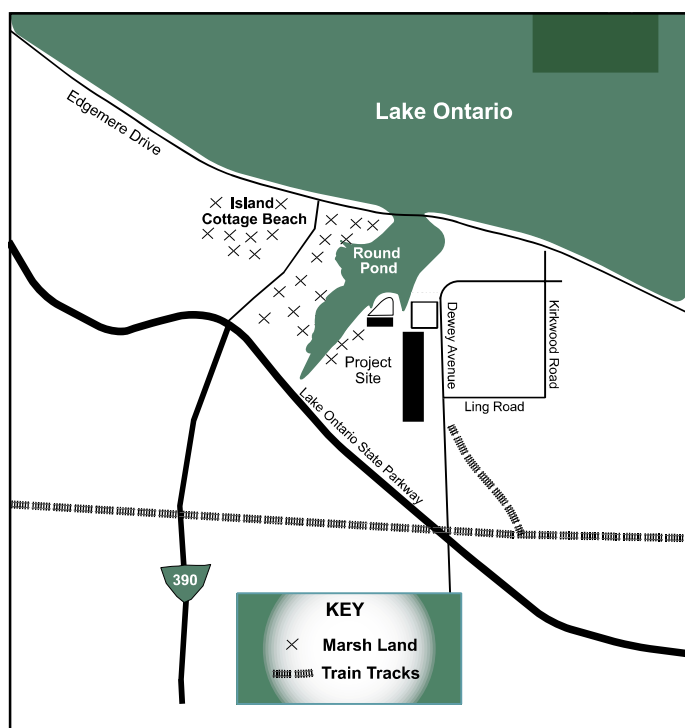 Lake Ontario
Edgemere Drive
Island
Cottage Beach
Round
Pond
Dewey Avenue
Kirkwood Road
Project
Site
Ling Road
Lake Ontario State Parkway
390
KEY
Marsh Land
Train Tracks